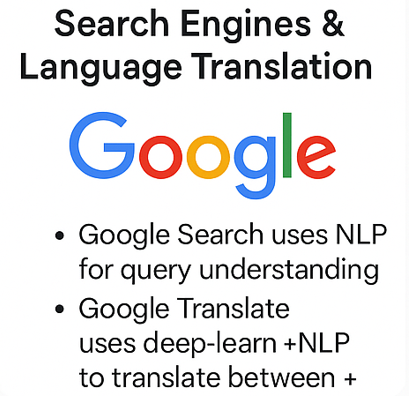 Search Engines &
Language Translation
Google
• Google Search uses NLP
for query understanding
• Google Translate
uses deep-learn +NLP
to translate between +